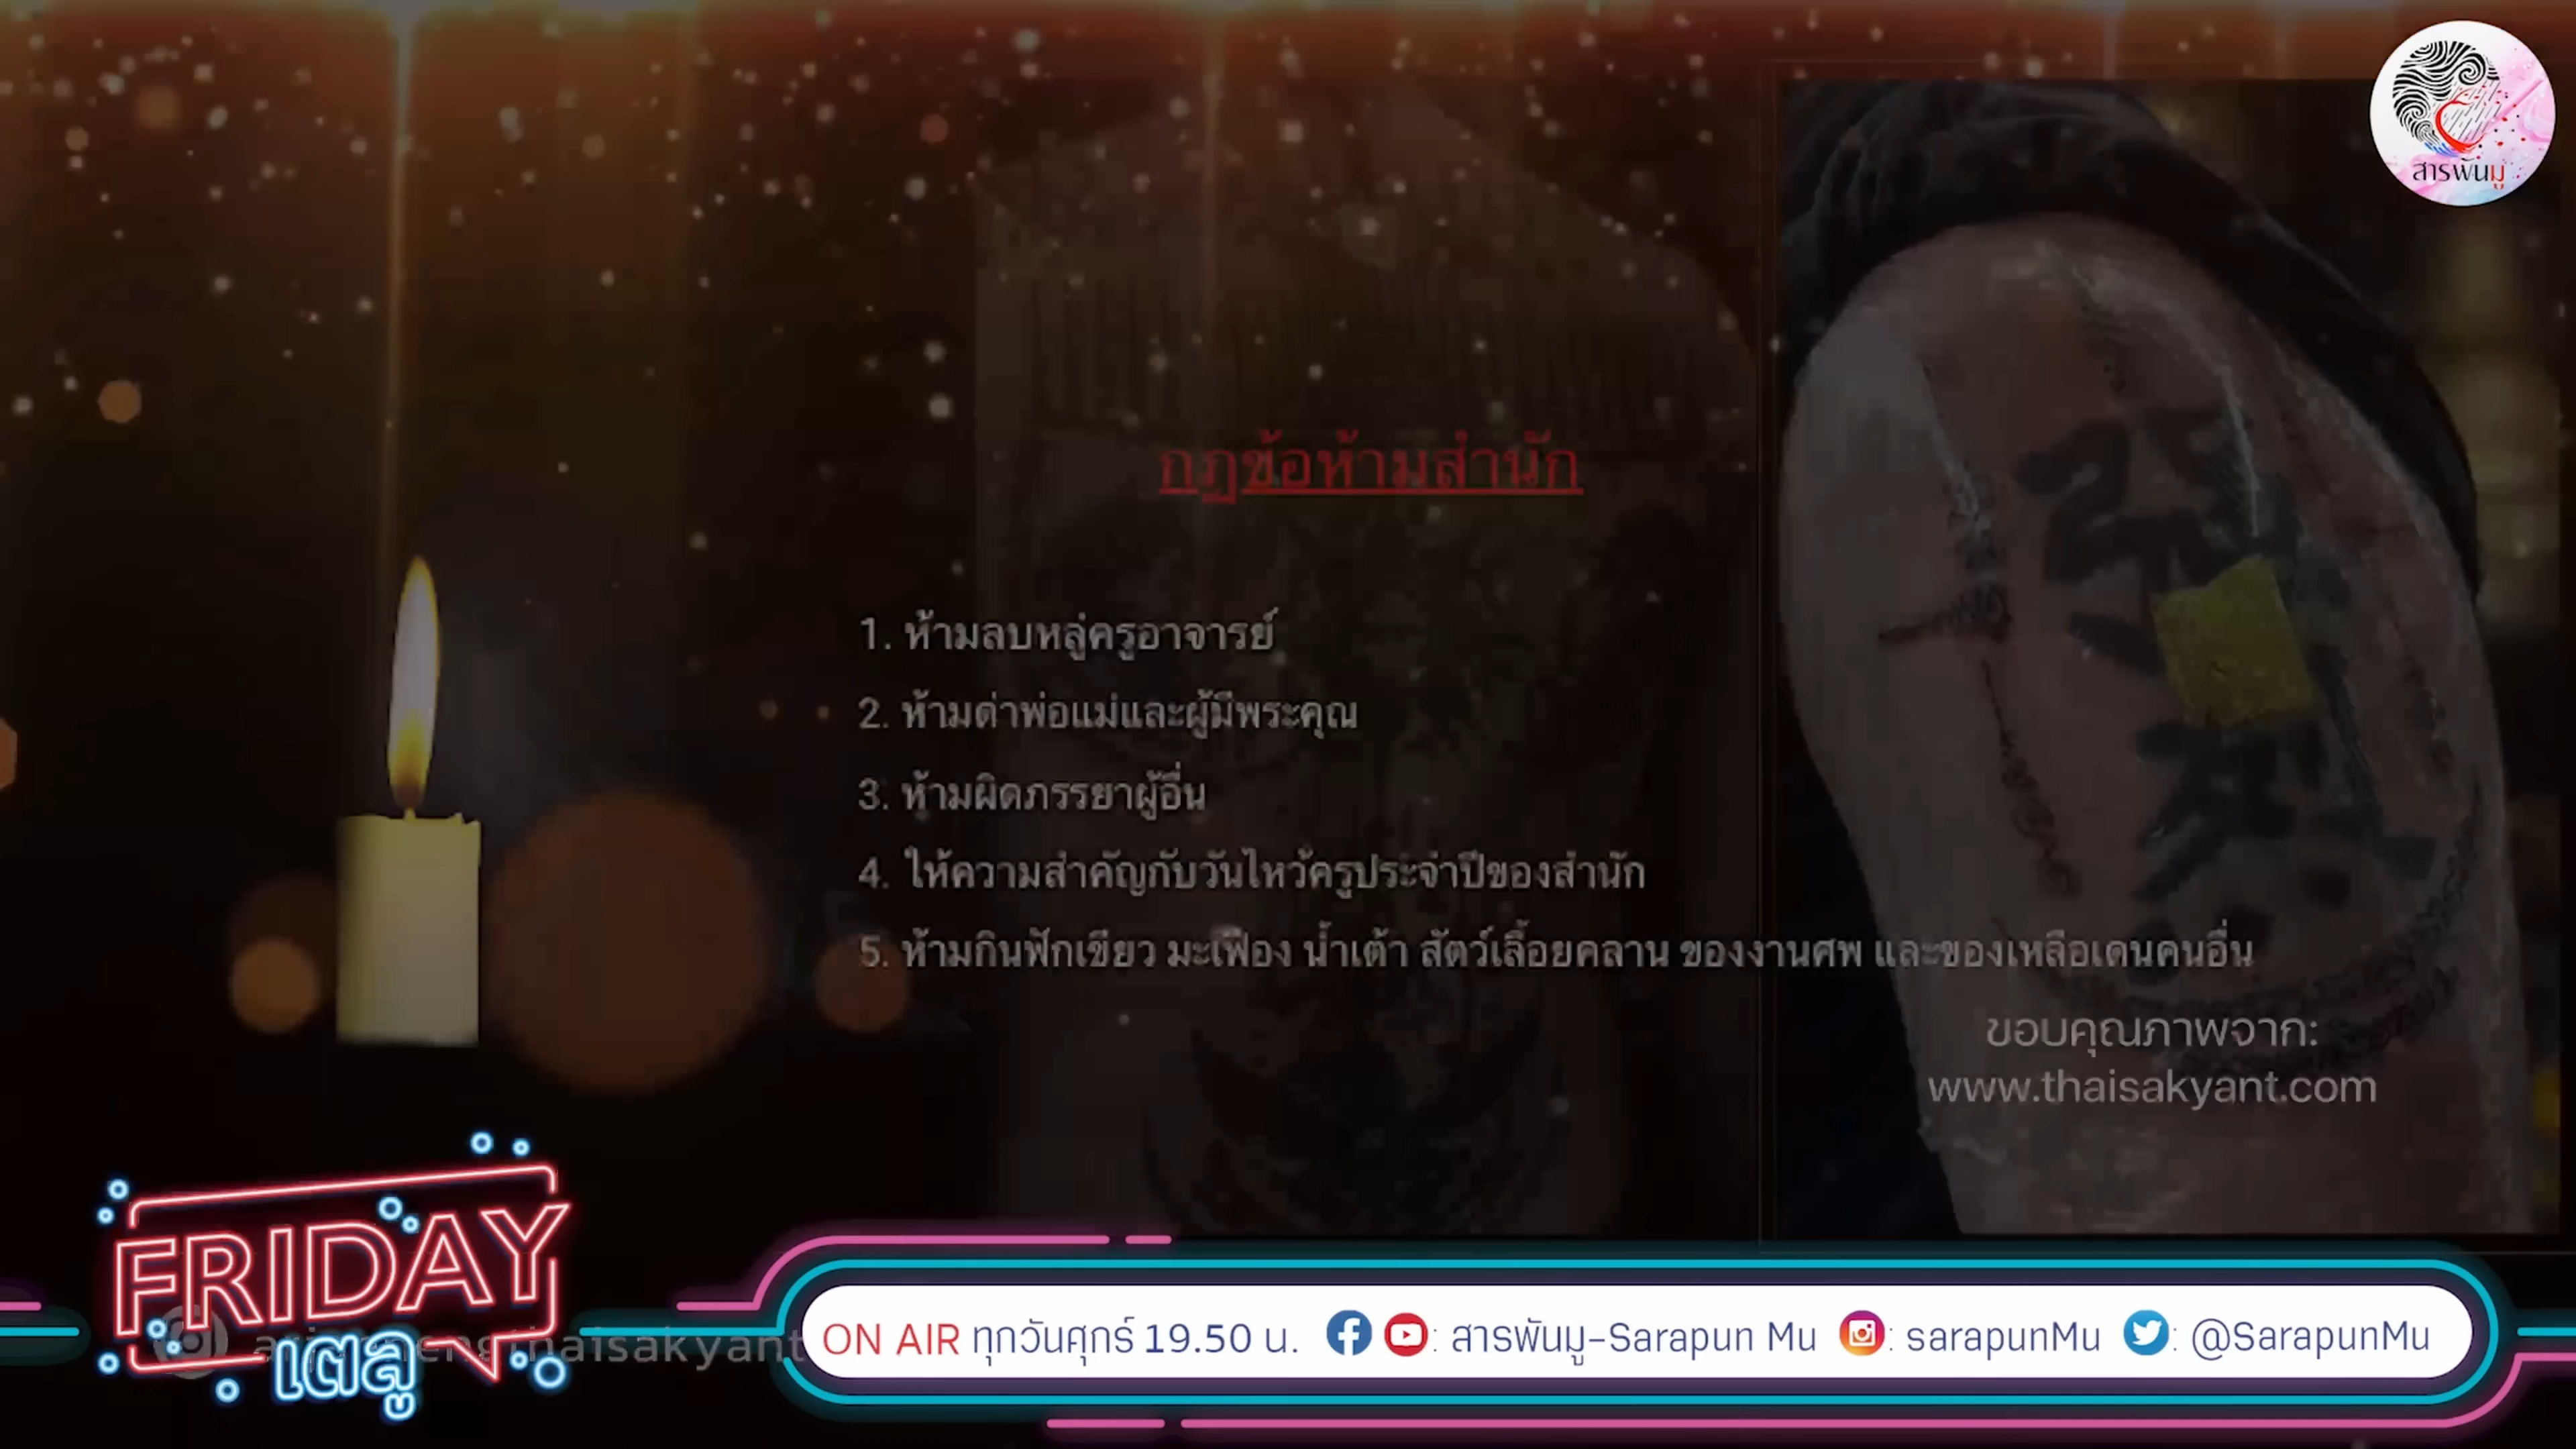 สารพันมู
กฏข้อห้ามสำนัก
1. ห้ามลบหลู่ครูอาจารย์
2. ห้ามด่าพ่อแม่และผู้มีพระคุณ
3. ห้ามผิดภรรยาผู้อื่น
4. ให้ความสำคัญกับวันไหว้ครูประจำปีของสำนัก
5. ห้ามกินฟักเขียว มะเฟือง น้ำเต้า สัตว์เลื้อยคลาน ของงานศพ และของเหลือเดนคนอื่น
ขอบคุณภาพจาก:
www.thaisakyant.com
FRIDAY
เตลู
ON AIR ทุกวันศุกร์ 19.50 น. : สารพันมู-Sarapun Mu : sarapunMu : @SarapunMu